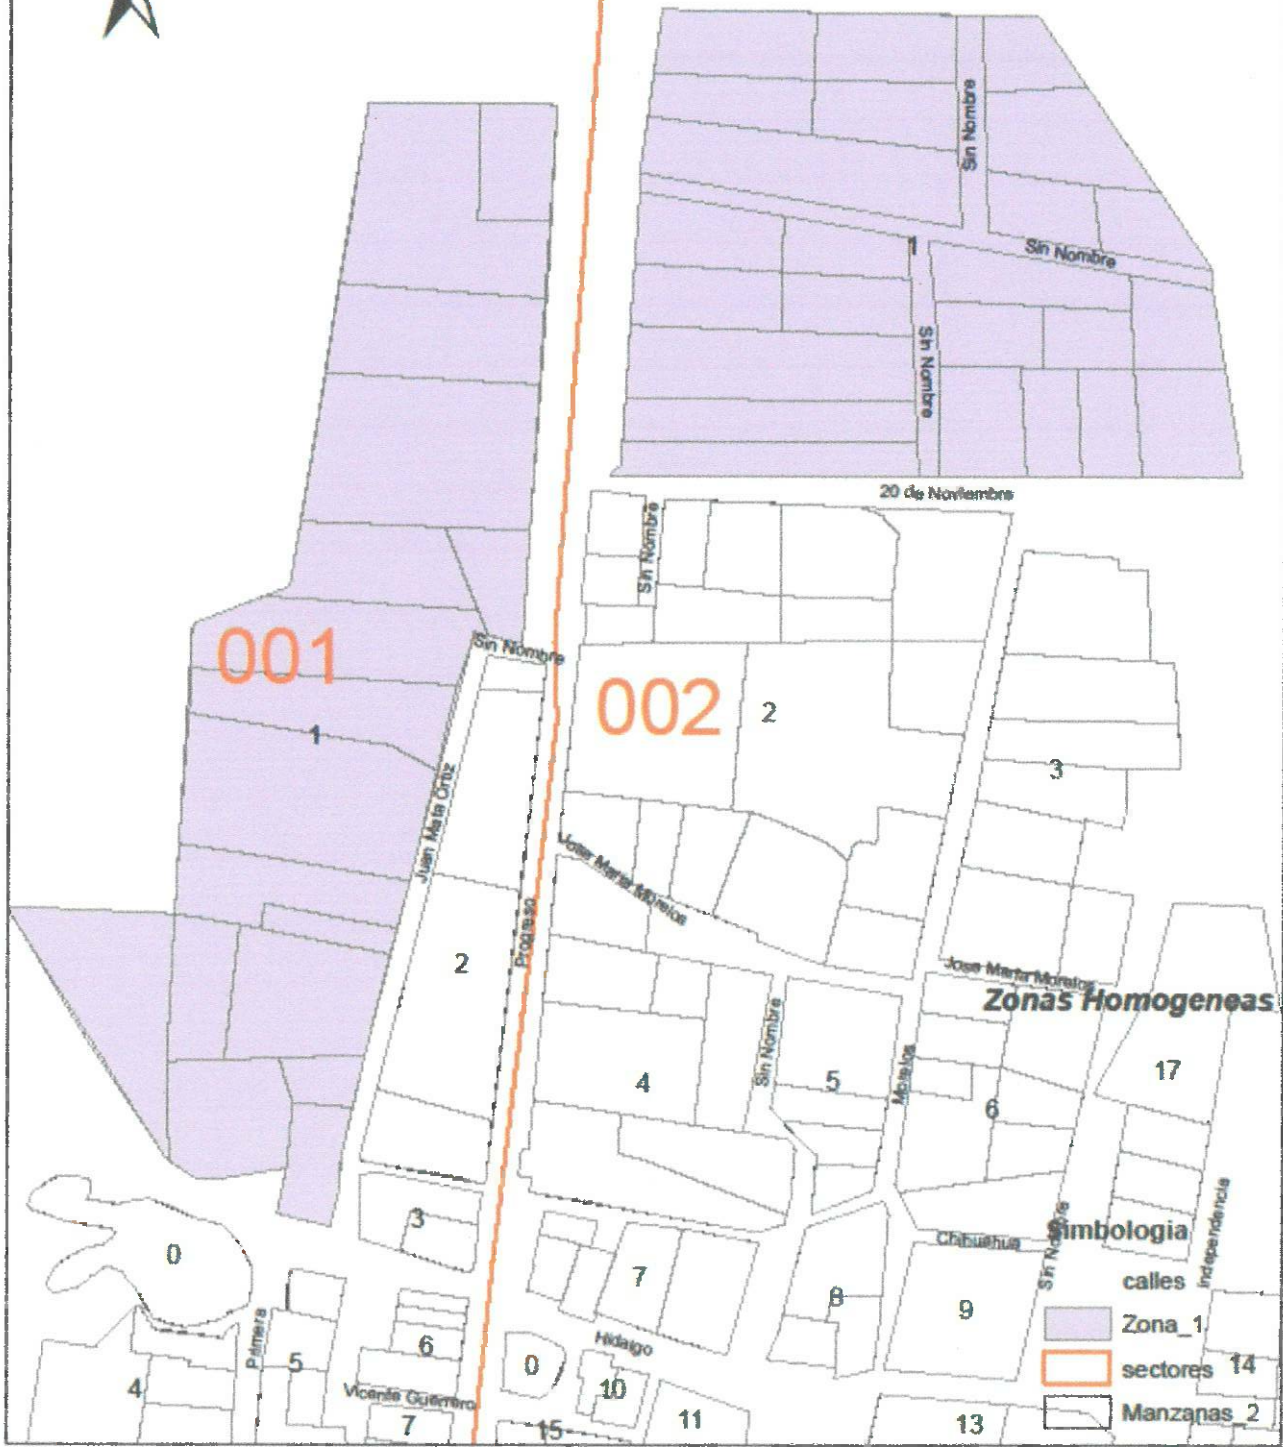 Sin Nombre
1
Sin Nombre
Sin Nombre
20 de Noviembre
Sin Nombre
001
Sin Nombre
002
2
1
3
Juan Mata Ortiz
Jose Maria Morelos
Progreso
2
Jose Maria Morelos
Zonas Homogeneas
Sin Nombre
4
5
Morelos
6
17
3
0
7
8
Chihuahua
Sin Nombre
Independencia
Simbologia
calles
9
Zona_1
Primera
5
6
Hidalgo
0
10
sectores
14
4
Vicente Guerrero
7
15
11
13
Manzanas_2